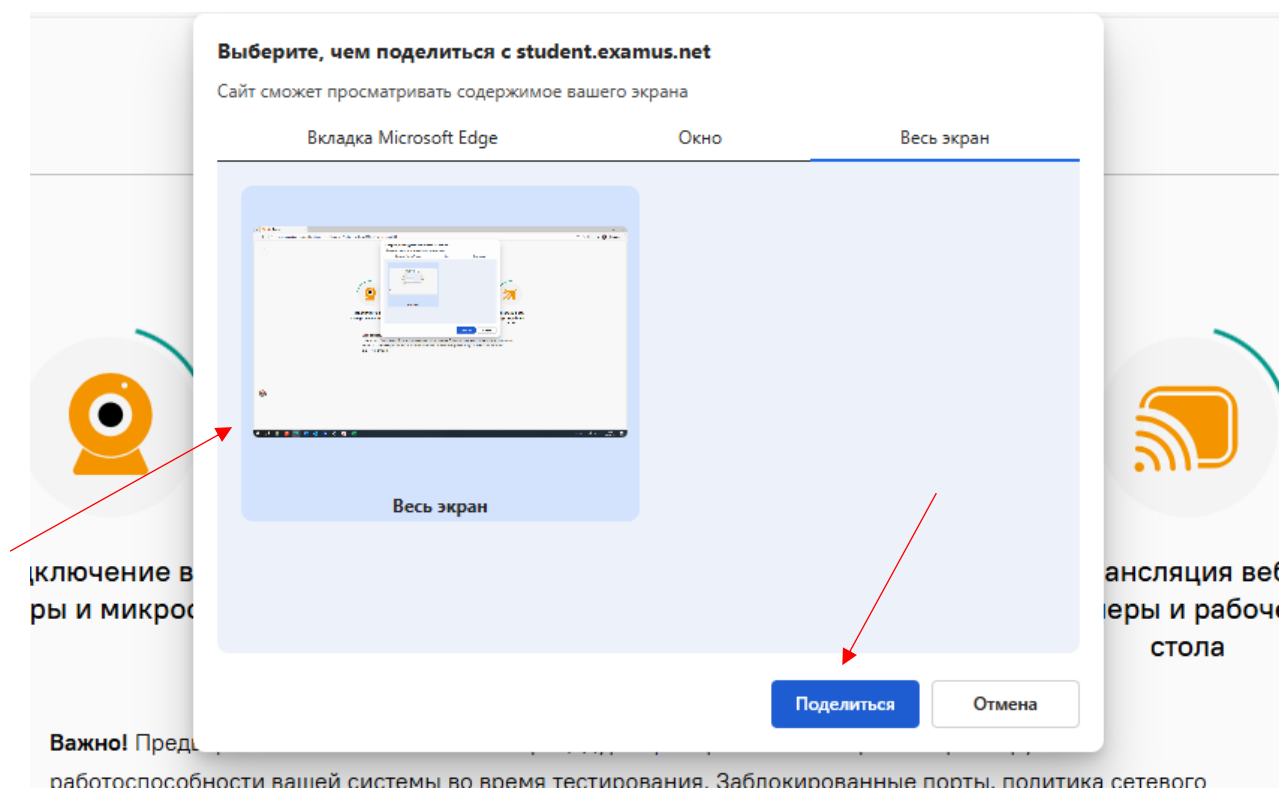 Выберите, чем поделиться с student.examus.net
Сайт сможет просматривать содержимое вашего экрана
Вкладка Microsoft Edge Окно Весь экран
Весь экран
ключение в
ры и микро
ансляция веб
еры и рабоче
стола
Поделиться Отмена
Важно! Пред
работоспособности вашей системы во время тестирования. Заблокированные порты, политика сетевого